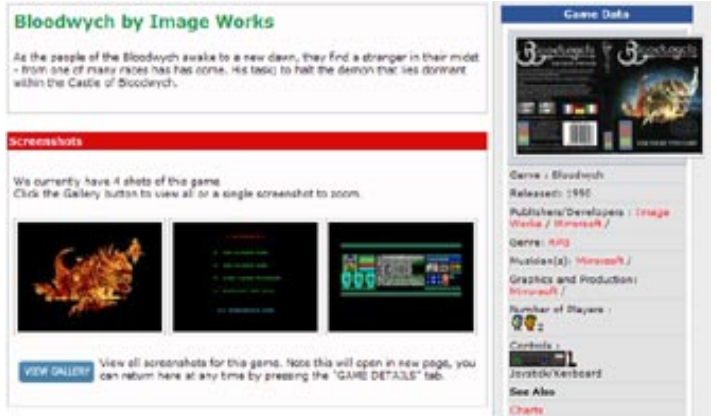 Bloodwych by Image Works
As the people of the Bloodwych awake to a new dawn, they find a stranger in their midst
- from one of many races has has come. His task; to halt the demon that lies dormant
within the Castle of Bloodwych.
Screenshots
We currently have 4 shots of this game
Click the Gallery button to view all or a single screenshot to zoom.
VIEW GALLERY
View all screenshots for this game. Note this will open in new page, you
can return here at any time by pressing the "GAME DETAILS" tab.
Game Data
Bloodwych
Bloodwych
Game : Bloodwych
Released: 1990
Publishers/Developers : Image
Works / Mirrorsoft /
Genre: RPG
Musician(s): Mirrorsoft /
Graphics and Production:
Mirrorsoft /
Number of Players :
2
Controls :
Joystick/Keyboard
See Also
Charts